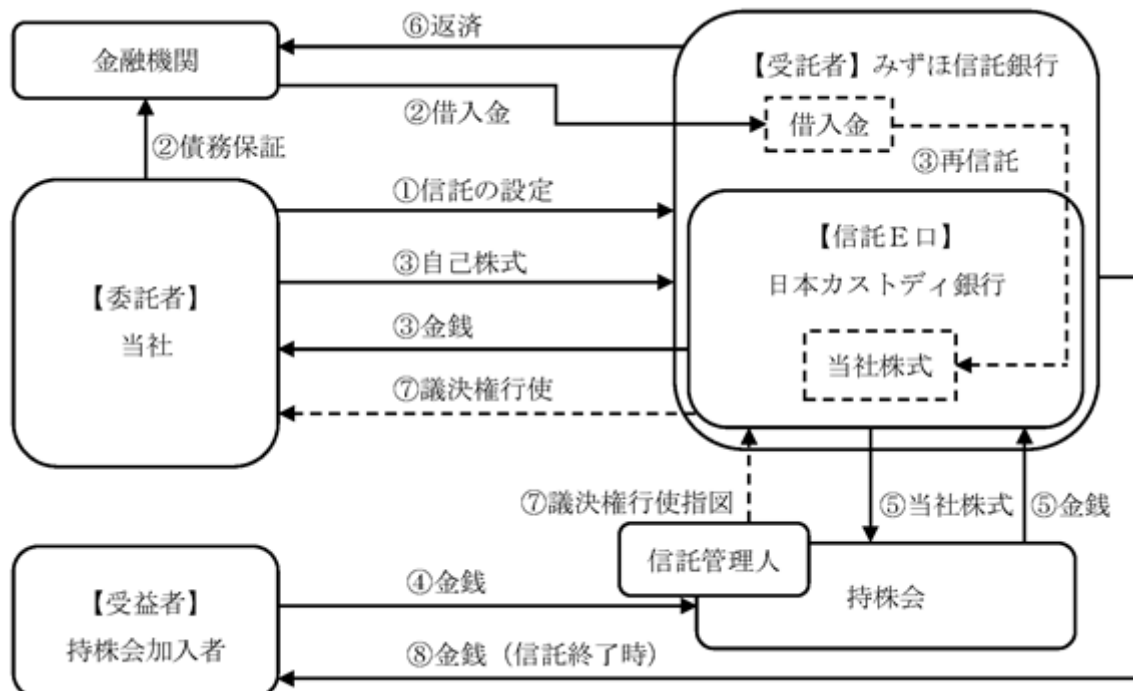 ⑥返済
金融機関
【受託者】みずほ信託銀行
②借入金
借入金
②債務保証
③再信託
①信託の設定
【信託E口】
日本カストディ銀行
③自己株式
【委託者】
当社
③金銭
当社株式
⑦議決権行使
⑦議決権行使指図
⑤当社株式
⑤金銭
信託管理人
【受益者】
持株会加入者
④金銭
持株会
⑧金銭（信託終了時）